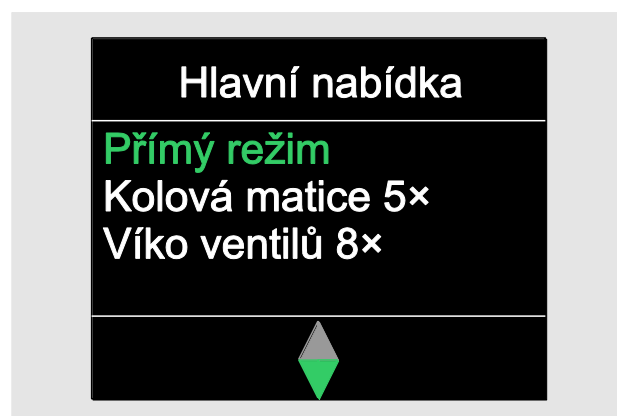 Hlavní nabídka
Přímý režim
Kolová matice 5×
Víko ventilů 8×